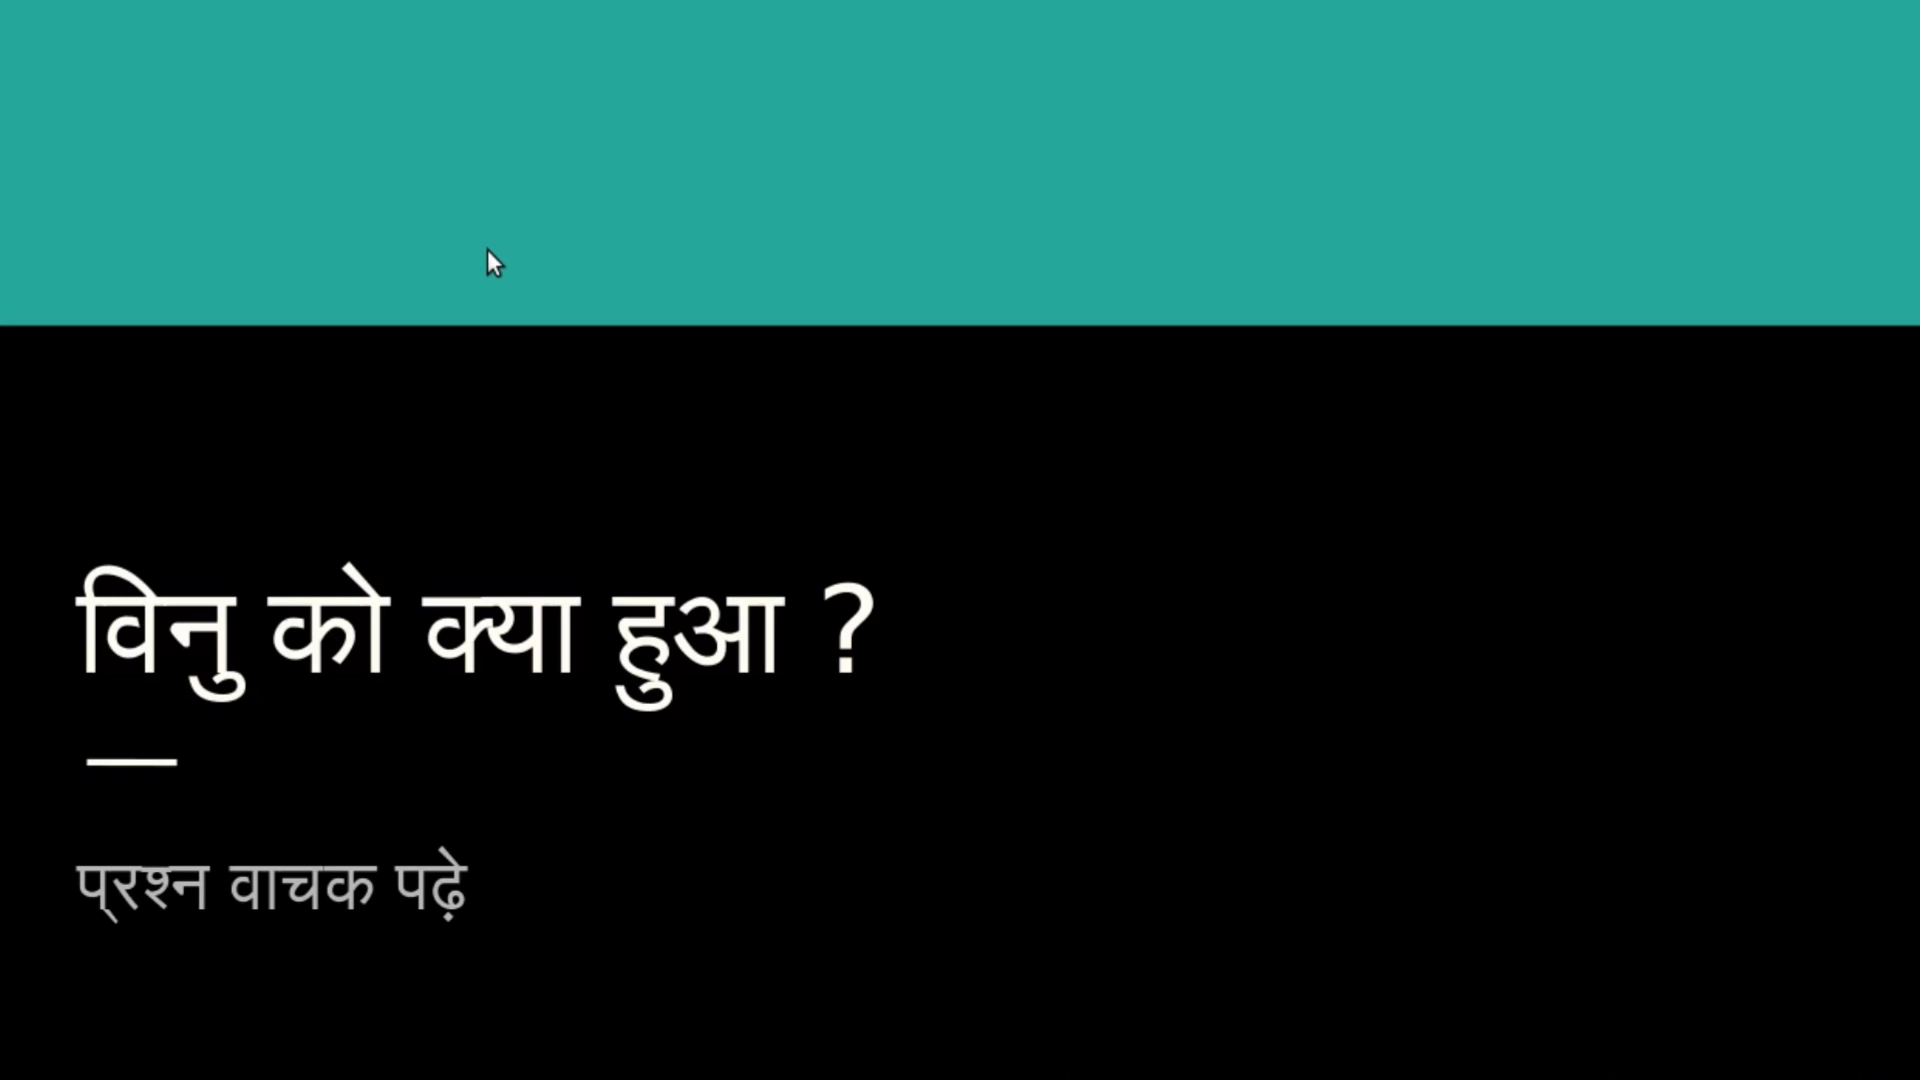 विनु को क्या हुआ ?
प्रश्न वाचक पढ़े